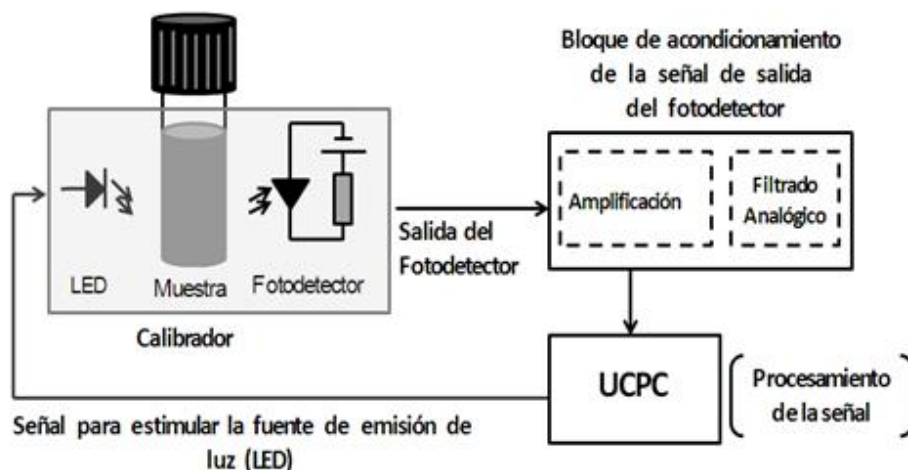 Bloque de acondicionamiento
de la señal de salida
del fotodetector
Amplificación
Filtrado
Analógico
LED
Muestra
Fotodetector
Salida del
Fotodetector
Calibrador
UCPC
Procesamiento
de la señal
Señal para estimular la fuente de emisión de
luz (LED)